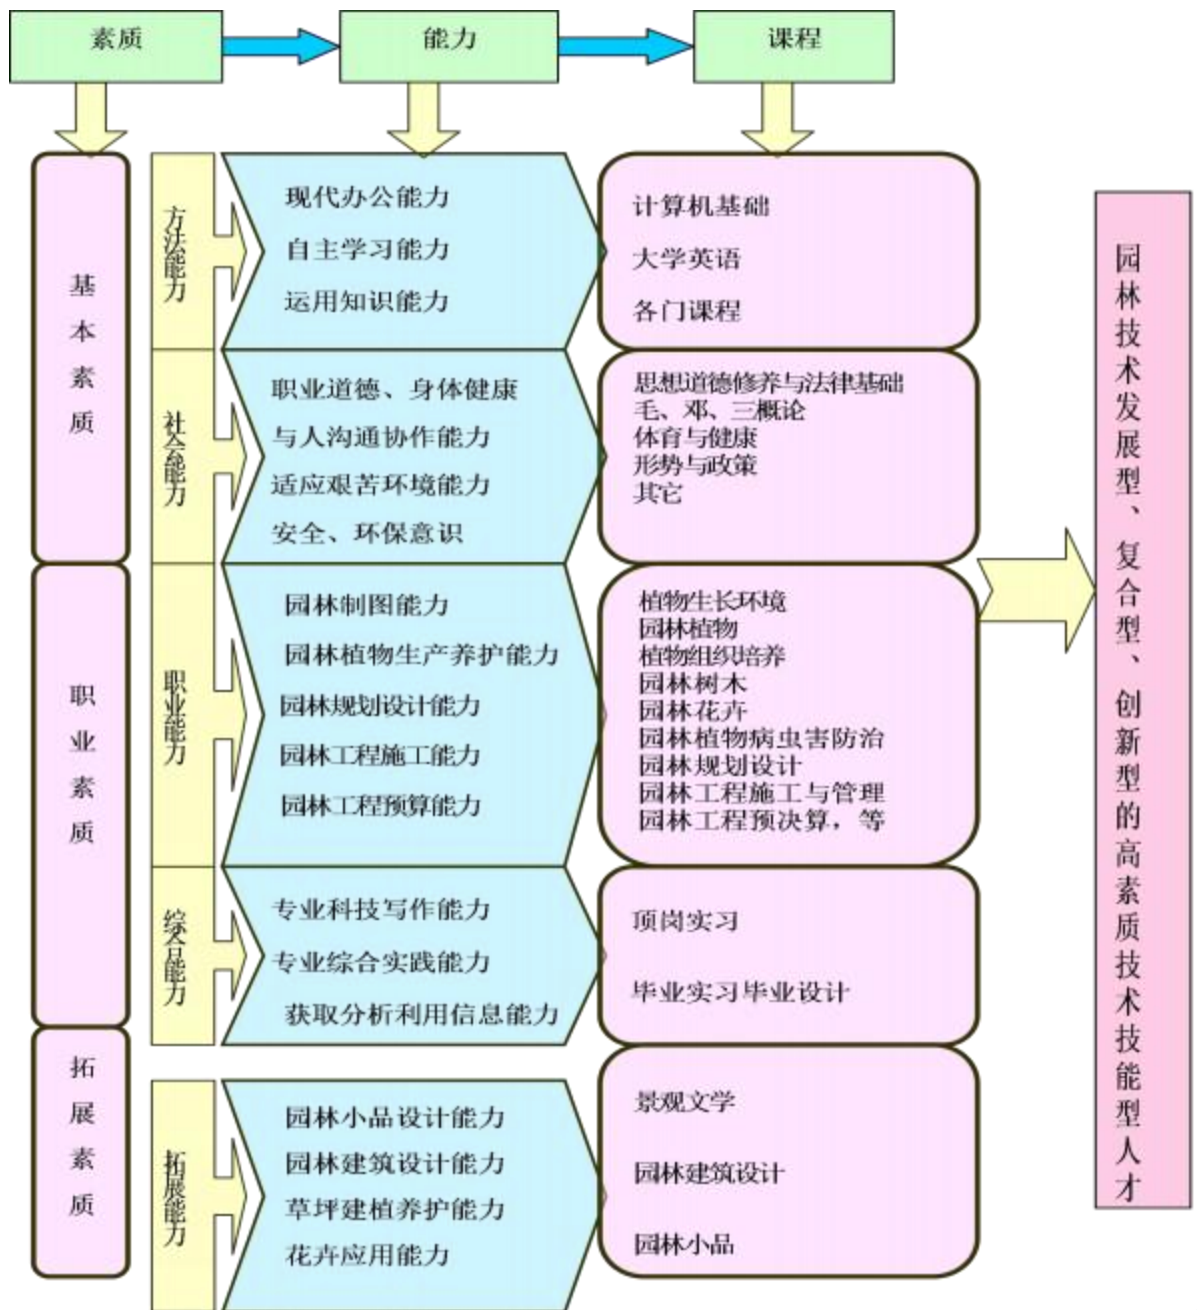 素质
能力
课程
基本素质
方法能力
现代办公能力
自主学习能力
运用知识能力
计算机基础
大学英语
各门课程
社会能力
职业道德、身体健康
与人沟通协作能力
适应艰苦环境能力
安全、环保意识
思想道德修养与法律基础
毛、邓、三概论
体育与健康
形势与政策
其它
职业素质
职业能力
园林制图能力
园林植物生产养护能力
园林规划设计能力
园林工程施工能力
园林工程预算能力
植物生长环境
园林植物
植物组织培养
园林树木
园林花卉
园林植物病虫害防治
园林规划设计
园林工程施工与管理
园林工程预决算，等
综合能力
专业科技写作能力
专业综合实践能力
获取分析利用信息能力
顶岗实习
毕业实习毕业设计
拓展素质
拓展能力
园林小品设计能力
园林建筑设计能力
草坪建植养护能力
花卉应用能力
景观文学
园林建筑设计
园林小品
园林技术发展型、复合型、创新型的高素质技术技能型人才